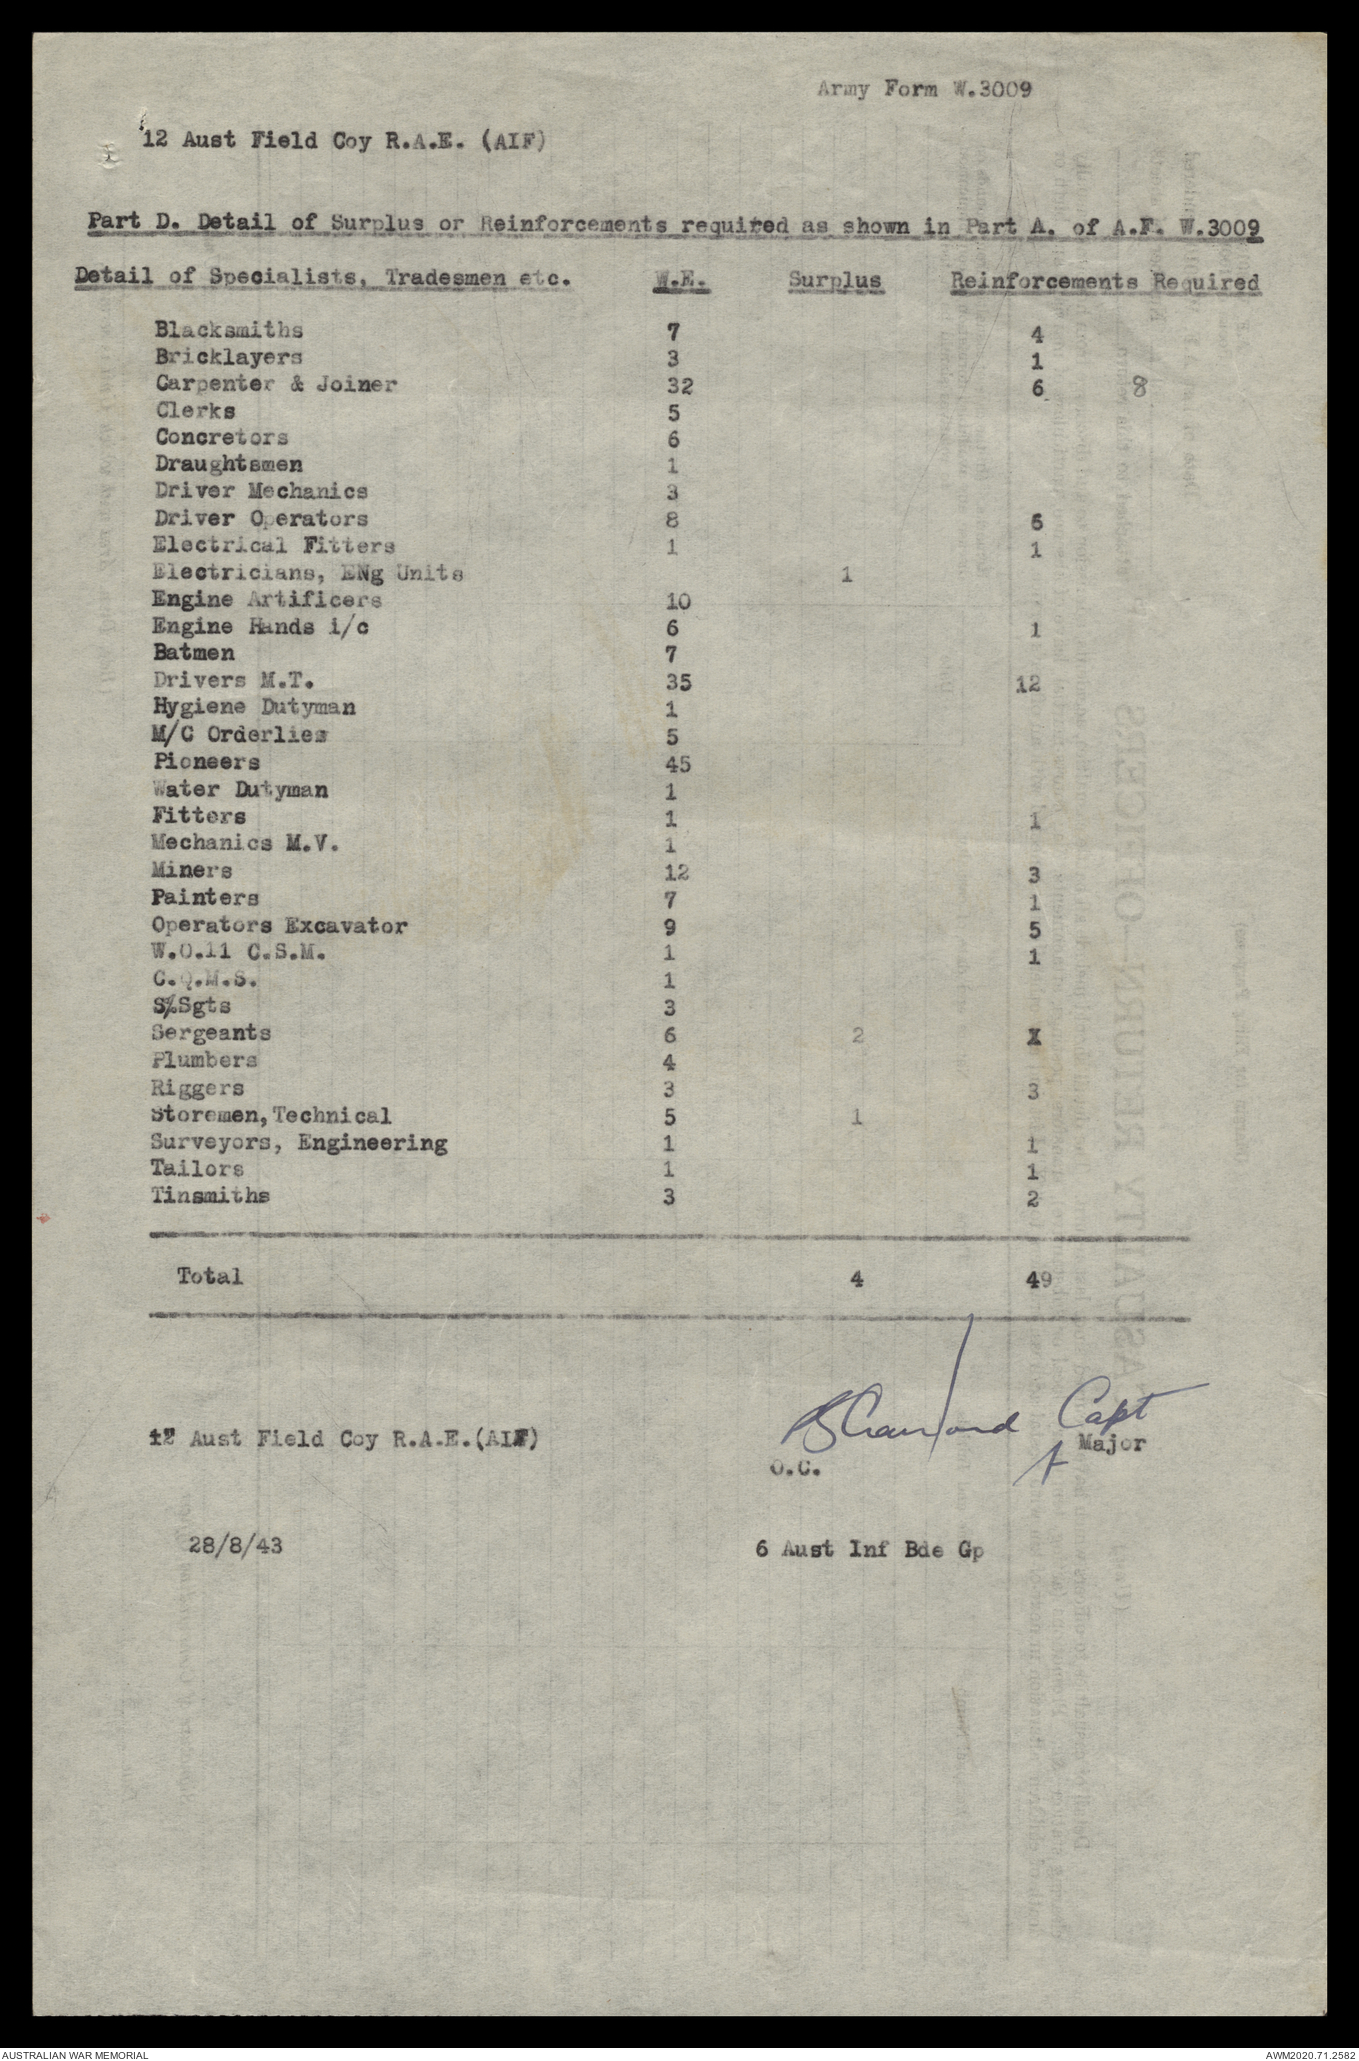 Army Form W.3009
12 Aust Field Coy R.A.E. (AIF)
Part D. Detail of Surplus or Reinforcements required as shown in Part A. of A.F. W.3009
Detail of Specialists, Tradesmen etc. W.E. Surplus Reinforcements Required
Blacksmiths 7 4
Bricklayers 3 1
Carpenter & Joiner 32 6 8
Clerks 5
Concretors 6
Draughtsmen 1
Driver Mechanics 3
Driver Operators 8 6
Electrical Fitters 1 1
Electricians, ENg Units 1
Engine Artificers 10
Engine Hands i/c 6 1
Batmen 7
Drivers M.T. 35 12
Hygiene Dutyman 1
M/C Orderlies 5
Pioneers 45
Water Dutyman 1
Fitters 1 1
Mechanics M.V. 1
Miners 12 3
Painters 7 1
Operators Excavator 9 5
W.O.11 C.S.M. 1 1
C.Q.M.S. 1
S/Sgts 3
Sergeants 6 2
Plumbers 4
Riggers 3 3
Storemen,Technical 5 1
Surveyors, Engineering 1 1
Tailors 1 1
Tinsmiths 3 2
Total 4 49
Capt
12 Aust Field Coy R.A.E.(AIF) Major
O.C.
28/8/43 6 Aust Inf Bde Gp
AUSTRALIAN WAR MEMORIAL AWM2020.71.2582